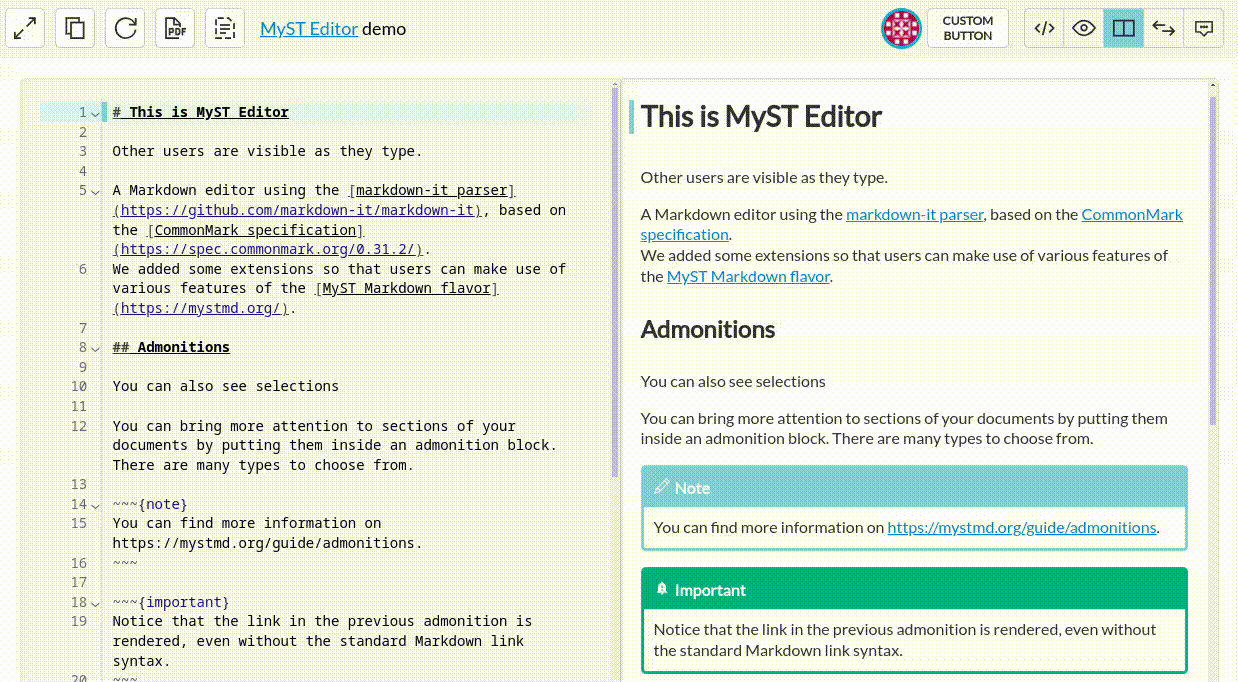 PDF
MyST Editor demo
CUSTOM
BUTTON
1 # This is MyST Editor
2
3 Other users are visible as they type.
4
5 A Markdown editor using the [markdown-it parser]
(https://github.com/markdown-it/markdown-it), based on
the [CommonMark specification]
(https://spec.commonmark.org/0.31.2/).
6 We added some extensions so that users can make use of
various features of the [MyST Markdown flavor]
(https://mystmd.org/).
7
8 ## Admonitions
9
10 You can also see selections
11
12 You can bring more attention to sections of your
documents by putting them inside an admonition block.
There are many types to choose from.
13
14 ~~~{note}
15 You can find more information on
https://mystmd.org/guide/admonitions.
16 ~~~
17
18 ~~~{important}
19 Notice that the link in the previous admonition is
rendered, even without the standard Markdown link
syntax.
20 ~~~
This is MyST Editor
Other users are visible as they type.
A Markdown editor using the markdown-it parser, based on the CommonMark
specification.
We added some extensions so that users can make use of various features of
the MyST Markdown flavor.
Admonitions
You can also see selections
You can bring more attention to sections of your documents by putting them
inside an admonition block. There are many types to choose from.
Note
You can find more information on https://mystmd.org/guide/admonitions.
Important
Notice that the link in the previous admonition is rendered, even without
the standard Markdown link syntax.